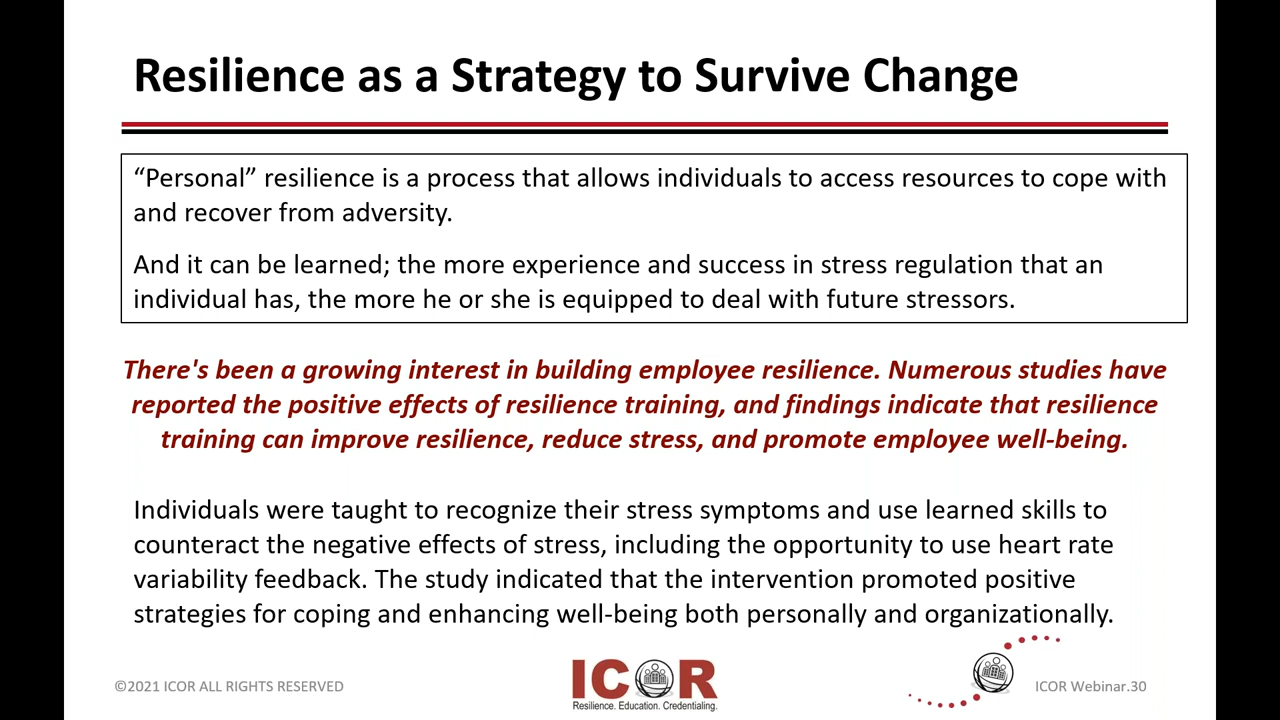 Resilience as a Strategy to Survive Change
“Personal” resilience is a process that allows individuals to access resources to cope with
and recover from adversity.
And it can be learned; the more experience and success in stress regulation that an
individual has, the more he or she is equipped to deal with future stressors.
There's been a growing interest in building employee resilience. Numerous studies have
reported the positive effects of resilience training, and findings indicate that resilience
training can improve resilience, reduce stress, and promote employee well-being.
Individuals were taught to recognize their stress symptoms and use learned skills to
counteract the negative effects of stress, including the opportunity to use heart rate
variability feedback. The study indicated that the intervention promoted positive
strategies for coping and enhancing well-being both personally and organizationally.
©2021 ICOR ALL RIGHTS RESERVED
ICOR
Resilience. Education. Credentialing.
ICOR Webinar.30